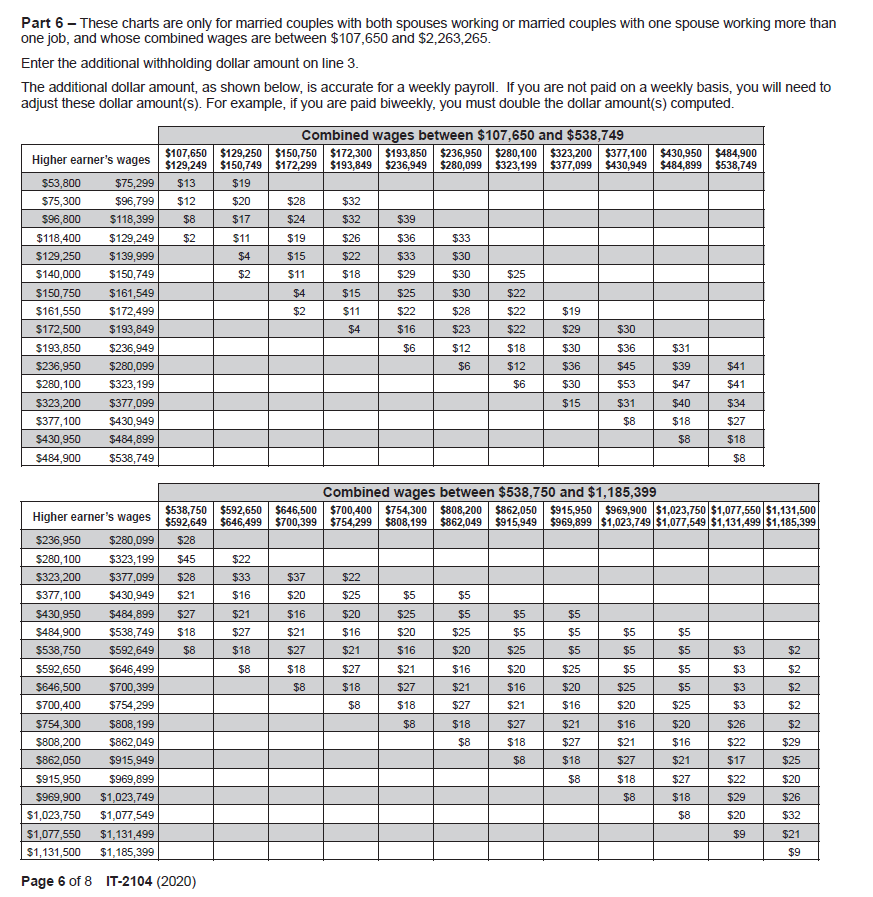 Part 6 – These charts are only for married couples with both spouses working or married couples with one spouse working more than
one job, and whose combined wages are between $107,650 and $2,263,265.
Enter the additional withholding dollar amount on line 3.
The additional dollar amount, as shown below, is accurate for a weekly payroll. If you are not paid on a weekly basis, you will need to
adjust these dollar amount(s). For example, if you are paid biweekly, you must double the dollar amount(s) computed.
Combined wages between $107,650 and $538,749
Higher earner's wages
$107,650 $129,250 $150,750 $172,300 $193,850 $236,950 $280,100 $323,200 $377,100 $430,950 $484,900
$129,249 $150,749 $172,299 $193,849 $236,949 $280,099 $323,199 $377,099 $430,949 $484,899 $538,749
$53,800 $75,299 $13 $19
$75,300 $96,799 $12 $20 $28 $32
$96,800 $118,399 $8 $17 $24 $32 $39
$118,400 $129,249 $2 $11 $19 $26 $36 $33
$129,250 $139,999 $4 $15 $22 $33 $30
$140,000 $150,749 $2 $11 $18 $29 $30 $25
$150,750 $161,549 $4 $15 $25 $30 $22
$161,550 $172,499 $2 $11 $22 $28 $22 $19
$172,500 $193,849 $4 $16 $23 $22 $29 $30
$193,850 $236,949 $6 $12 $18 $30 $36 $31
$236,950 $280,099 $6 $12 $36 $45 $39 $41
$280,100 $323,199 $6 $30 $53 $47 $41
$323,200 $377,099 $15 $31 $40 $34
$377,100 $430,949 $8 $18 $27
$430,950 $484,899 $8 $18
$484,900 $538,749 $8
Combined wages between $538,750 and $1,185,399
Higher earner's wages
$538,750 $592,650 $646,500 $700,400 $754,300 $808,200 $862,050 $915,950 $969,900 $1,023,750 $1,077,550 $1,131,500
$592,649 $646,499 $700,399 $754,299 $808,199 $862,049 $915,949 $969,899 $1,023,749 $1,077,549 $1,131,499 $1,185,399
$236,950 $280,099 $28
$280,100 $323,199 $45 $22
$323,200 $377,099 $28 $33 $37 $22
$377,100 $430,949 $21 $16 $20 $25 $5 $5
$430,950 $484,899 $27 $21 $16 $20 $25 $5 $5 $5
$484,900 $538,749 $18 $27 $21 $16 $20 $25 $5 $5 $5 $5
$538,750 $592,649 $8 $18 $27 $21 $16 $20 $25 $5 $5 $5 $3 $2
$592,650 $646,499 $8 $18 $27 $21 $16 $20 $25 $5 $5 $3 $2
$646,500 $700,399 $8 $18 $27 $21 $16 $20 $25 $5 $3 $2
$700,400 $754,299 $8 $18 $27 $21 $16 $20 $25 $3 $2
$754,300 $808,199 $8 $18 $27 $21 $16 $20 $26 $2
$808,200 $862,049 $8 $18 $27 $21 $16 $22 $29
$862,050 $915,949 $8 $18 $27 $21 $17 $25
$915,950 $969,899 $8 $18 $27 $22 $20
$969,900 $1,023,749 $8 $18 $29 $26
$1,023,750 $1,077,549 $8 $20 $32
$1,077,550 $1,131,499 $9 $21
$1,131,500 $1,185,399 $9
Page 6 of 8 IT-2104 (2020)